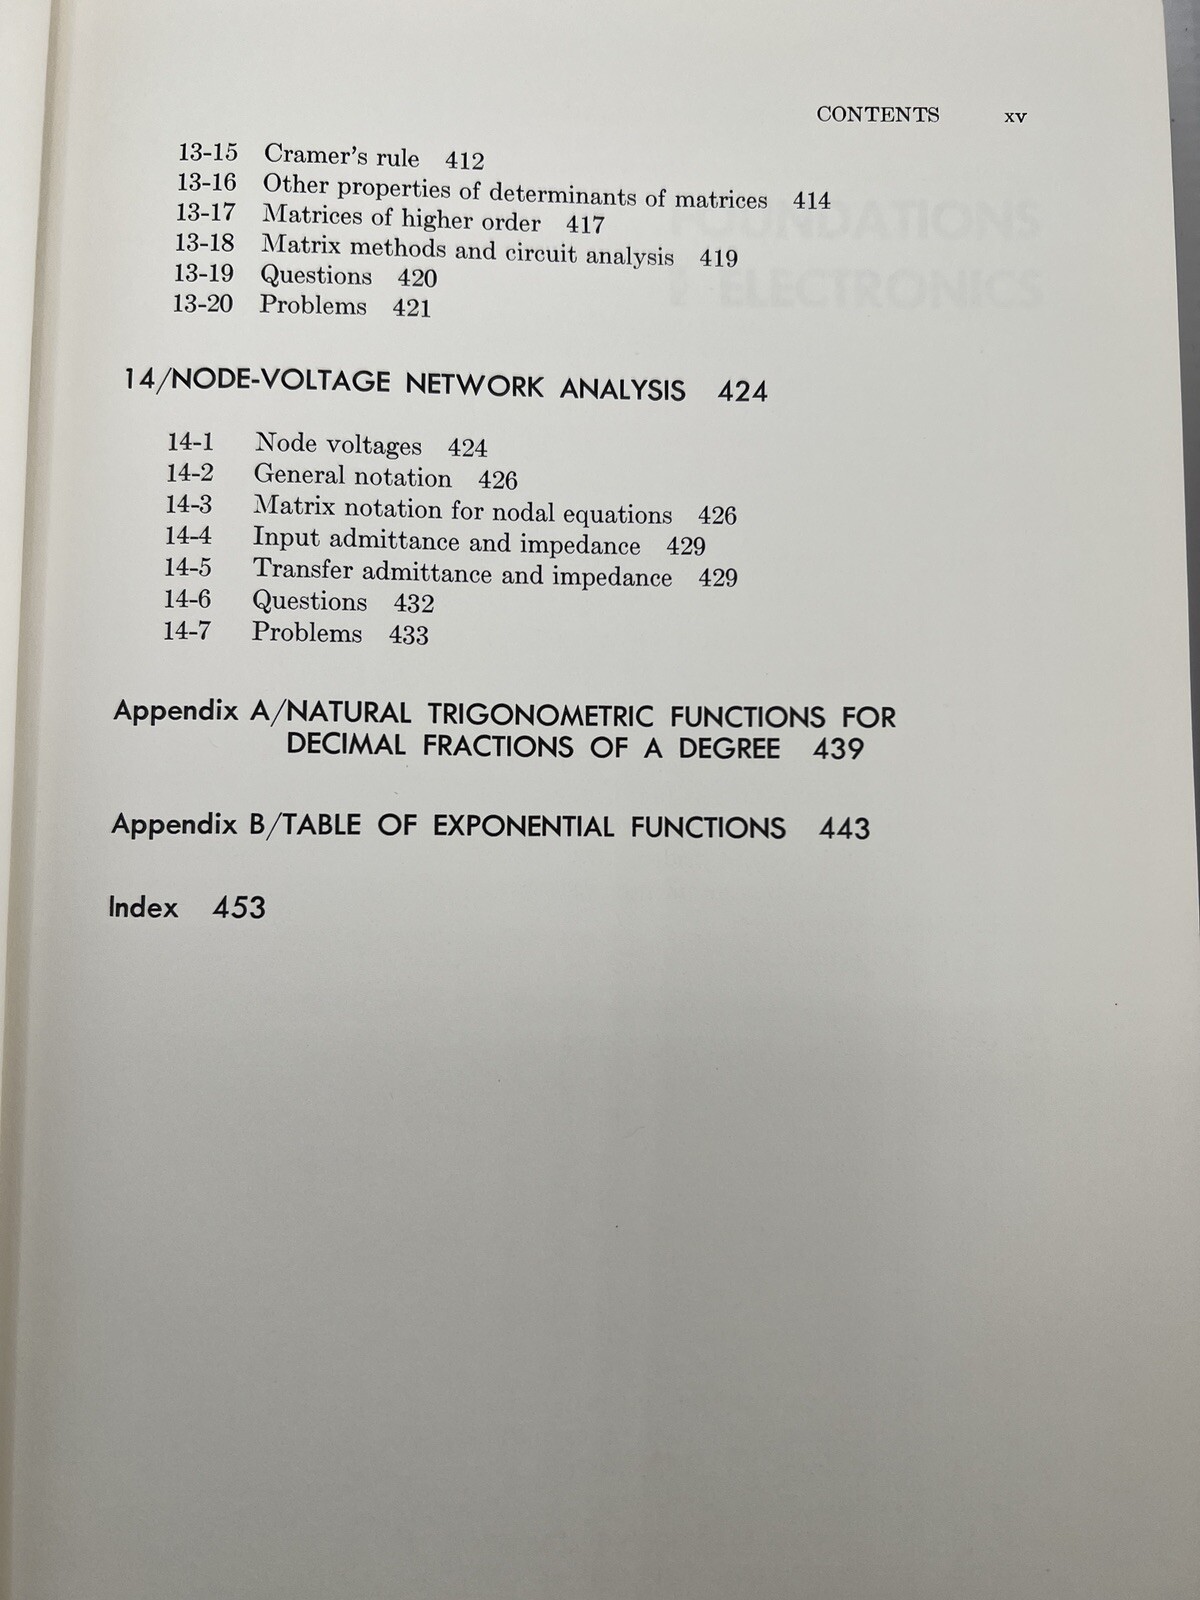 CONTENTS xv
13-15 Cramer's rule 412
13-16 Other properties of determinants of matrices 414
13-17 Matrices of higher order 417
13-18 Matrix methods and circuit analysis 419
13-19 Questions 420
13-20 Problems 421
14/NODE-VOLTAGE NETWORK ANALYSIS 424
14-1 Node voltages 424
14-2 General notation 426
14-3 Matrix notation for nodal equations 426
14-4 Input admittance and impedance 429
14-5 Transfer admittance and impedance 429
14-6 Questions 432
14-7 Problems 433
Appendix A/NATURAL TRIGONOMETRIC FUNCTIONS FOR
DECIMAL FRACTIONS OF A DEGREE 439
Appendix B/TABLE OF EXPONENTIAL FUNCTIONS 443
Index 453
FOUNDATIONS
ELECTRONICS